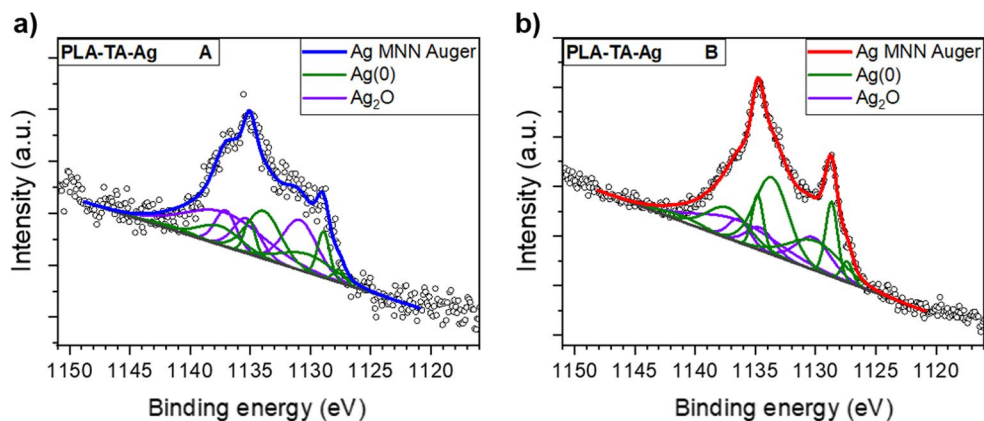 a)
PLA-TA-Ag A
Ag MNN Auger
Ag(0)
Ag₂O
Intensity (a.u.)
1150 1145 1140 1135 1130 1125 1120
Binding energy (eV)
b)
PLA-TA-Ag B
Ag MNN Auger
Ag(0)
Ag₂O
Intensity (a.u.)
1150 1145 1140 1135 1130 1125 1120
Binding energy (eV)